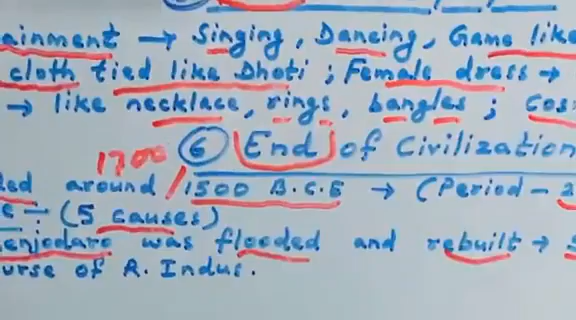 ainment → Singing, Dancing, Game like
cloth tied like Dhoti ; Female dress →
→ like necklace, rings, bangles ; Cos
⑥ End of Civilization
1700
ded around / 1500 B.C.E → (Period - 2
e - (5 causes)
enjodaro was flooded and rebuilt →
urse of R. Indus.